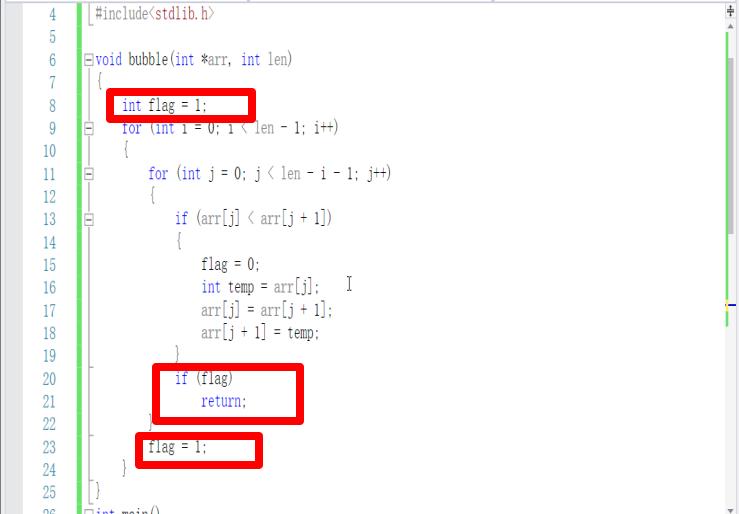 4 #include<stdlib.h>
5
6 void bubble(int *arr, int len)
7 {
8 int flag = 1;
9 for (int i = 0; i < len - 1; i++)
10 {
11 for (int j = 0; j < len - i - 1; j++)
12 {
13 if (arr[j] < arr[j + 1])
14 {
15 flag = 0;
16 int temp = arr[j];
17 arr[j] = arr[j + 1];
18 arr[j + 1] = temp;
19 }
20 if (flag)
21 return;
22 }
23 flag = 1;
24 }
25 }
26 int main()